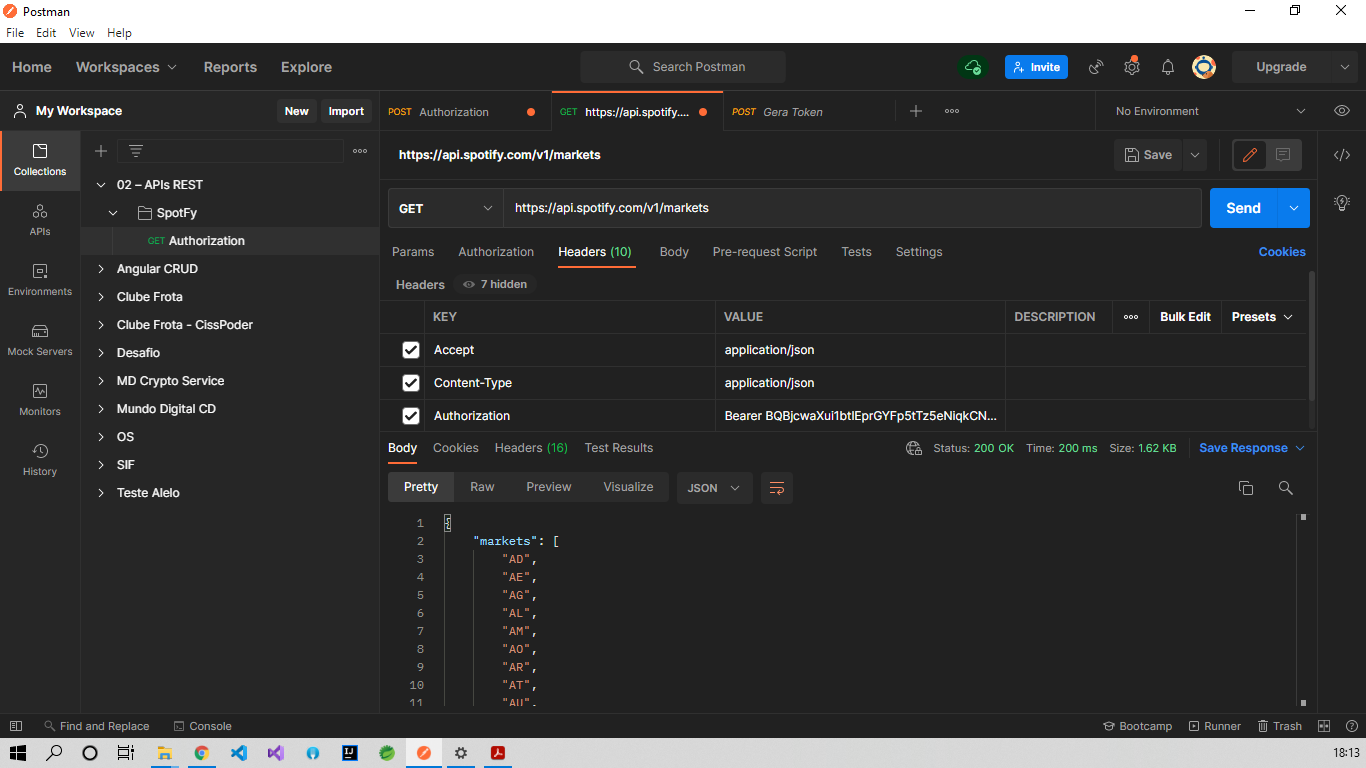 Postman
File Edit View Help
Home Workspaces Reports Explore Search Postman Invite Upgrade
My Workspace New Import POST Authorization GET https://api.spotify.... POST Gera Token No Environment
Collections
APIs
Environments
Mock Servers
Monitors
History
02 – APIs REST
SpotFy
GET Authorization
Angular CRUD
Clube Frota
Clube Frota - CissPoder
Desafio
MD Crypto Service
Mundo Digital CD
OS
SIF
Teste Alelo
https://api.spotify.com/v1/markets Save
GET https://api.spotify.com/v1/markets Send
Params Authorization Headers (10) Body Pre-request Script Tests Settings Cookies
Headers 7 hidden
KEY VALUE DESCRIPTION Bulk Edit Presets
Accept application/json
Content-Type application/json
Authorization Bearer BQBjcwaXui1btlEprGYFp5tTz5eNiqkCN...
Body Cookies Headers (16) Test Results Status: 200 OK Time: 200 ms Size: 1.62 KB Save Response
Pretty Raw Preview Visualize JSON
1 {
2 "markets": [
3 "AD",
4 "AE",
5 "AG",
6 "AL",
7 "AM",
8 "AO",
9 "AR",
10 "AT",
11 "AU",
Find and Replace Console Bootcamp Runner Trash
18:13